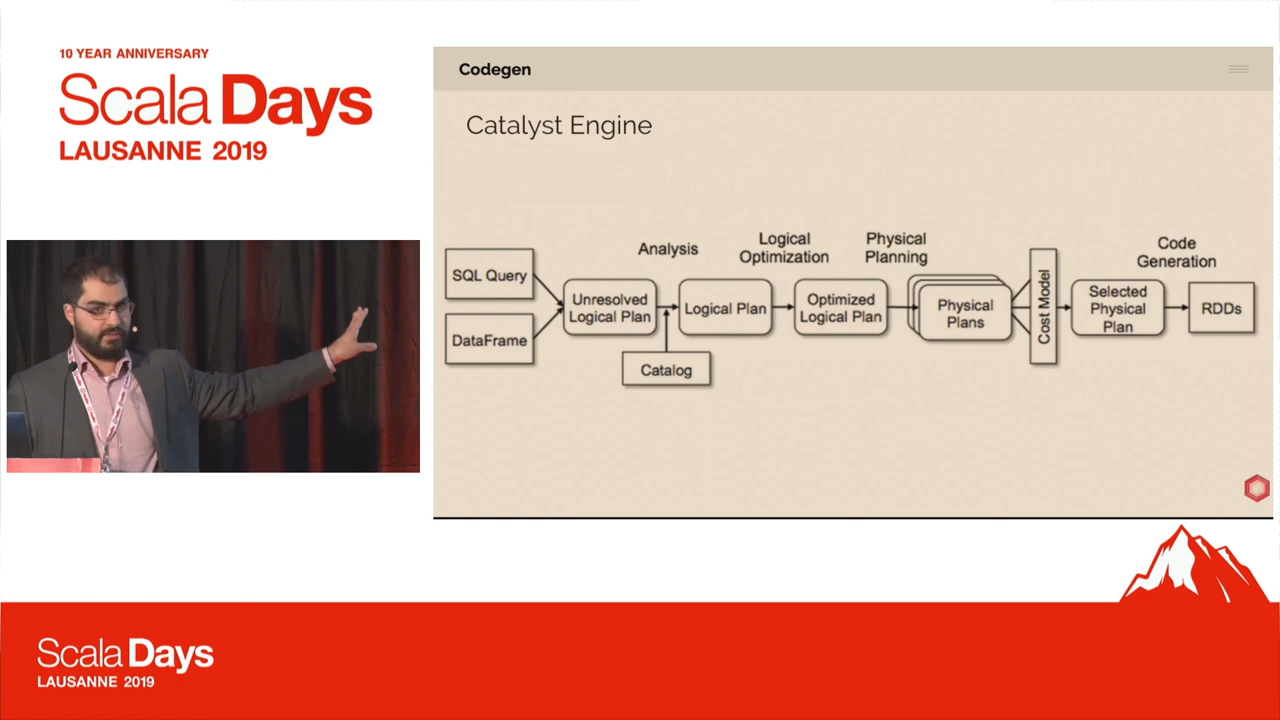 10 YEAR ANNIVERSARY
Scala Days
LAUSANNE 2019
Codegen
Catalyst Engine
SQL Query
DataFrame
Unresolved
Logical Plan
Analysis
Catalog
Logical Plan
Logical
Optimization
Optimized
Logical Plan
Physical
Planning
Physical
Plans
Cost Model
Selected
Physical
Plan
Code
Generation
RDDs
Scala Days
LAUSANNE 2019